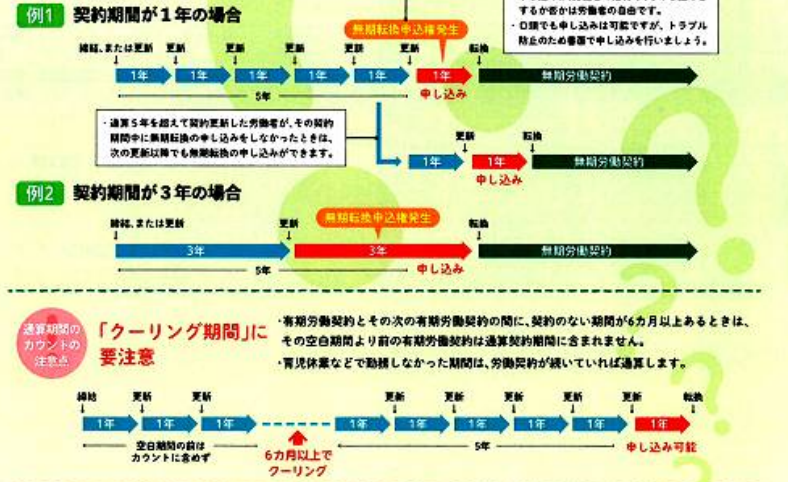 例1 契約期間が1年の場合
するか否かは労働者の自由です。
・口頭でも申し込みは可能ですが、トラブル
防止のため書面で申し込みを行いましょう。
無期転換申込権発生
締結、または更新 更新 更新 更新 更新 更新 転換
1年 1年 1年 1年 1年 1年 無期労働契約
5年 申し込み
・通算5年を超えて契約更新した労働者が、その契約
期間中に無期転換の申し込みをしなかったときは、
次の更新以降でも無期転換の申し込みができます。
更新 転換
1年 1年 無期労働契約
申し込み
例2 契約期間が3年の場合
無期転換申込権発生
締結、または更新 更新 転換
3年 3年 無期労働契約
5年 申し込み
通算期間の
カウントの
注意点
「クーリング期間」に
要注意
・有期労働契約とその次の有期労働契約の間に、契約のない期間が6カ月以上あるときは、
その空白期間より前の有期労働契約は通算契約期間に含まれません。
・育児休業などで勤務しなかった期間は、労働契約が続いていれば通算します。
締結 更新 更新 更新 更新 更新 更新 更新 転換
1年 1年 1年 1年 1年 1年 1年 1年 1年
空白期間の前は
カウントに含めず
6カ月以上で
クーリング
5年 申し込み可能